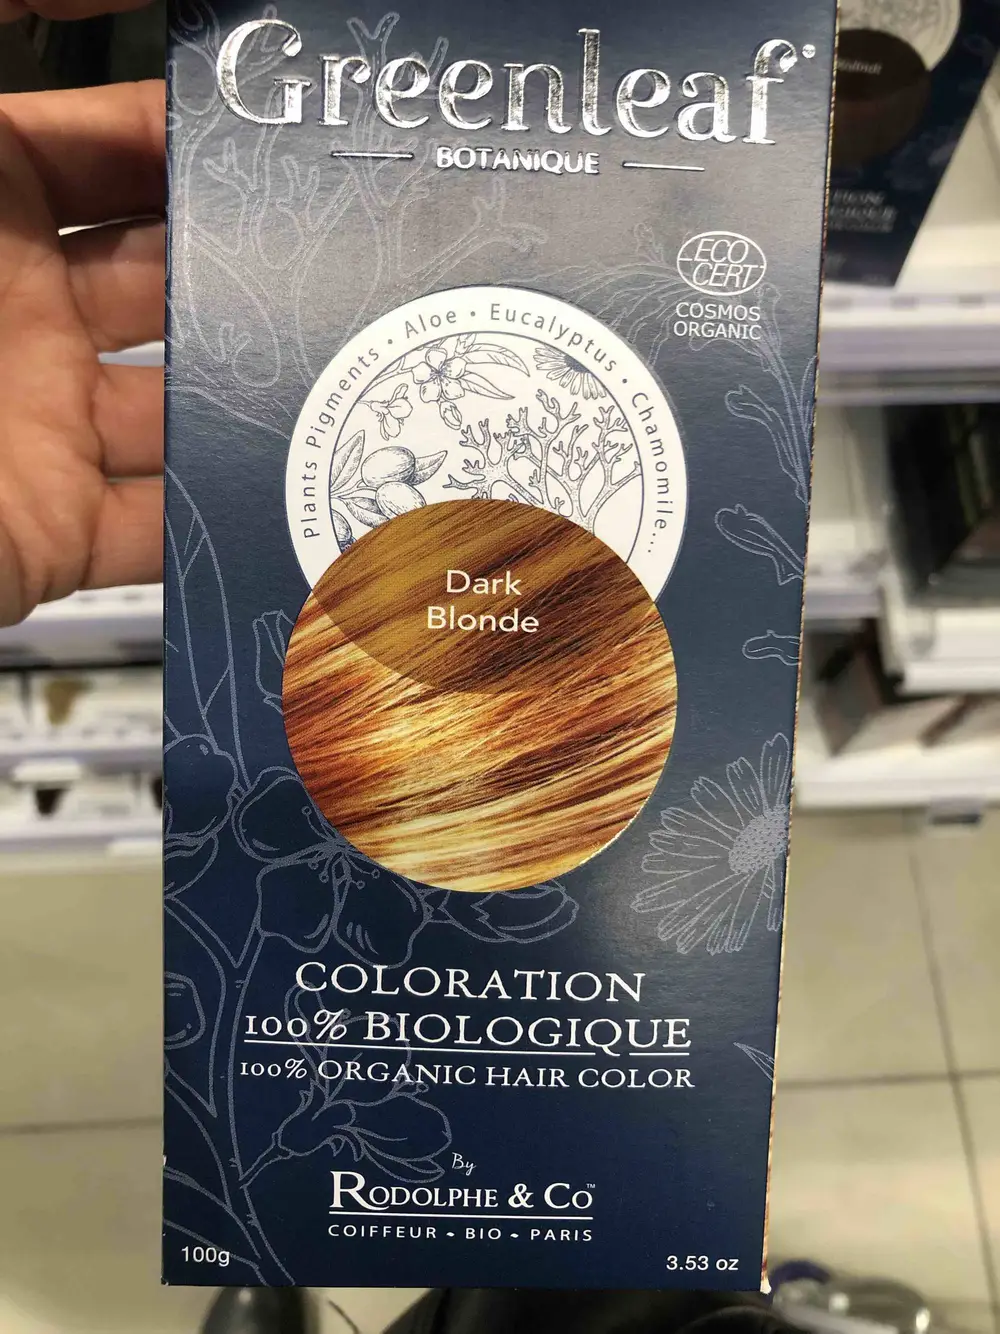 Greenleaf
BOTANIQUE
ECO
CERT
COSMOS
ORGANIC
Plants Pigments • Aloe • Eucalyptus • Chamomile...
Dark
Blonde
COLORATION
100% BIOLOGIQUE
100% ORGANIC HAIR COLOR
By
RODOLPHE & CO™
COIFFEUR • BIO • PARIS
100g
3.53 oz